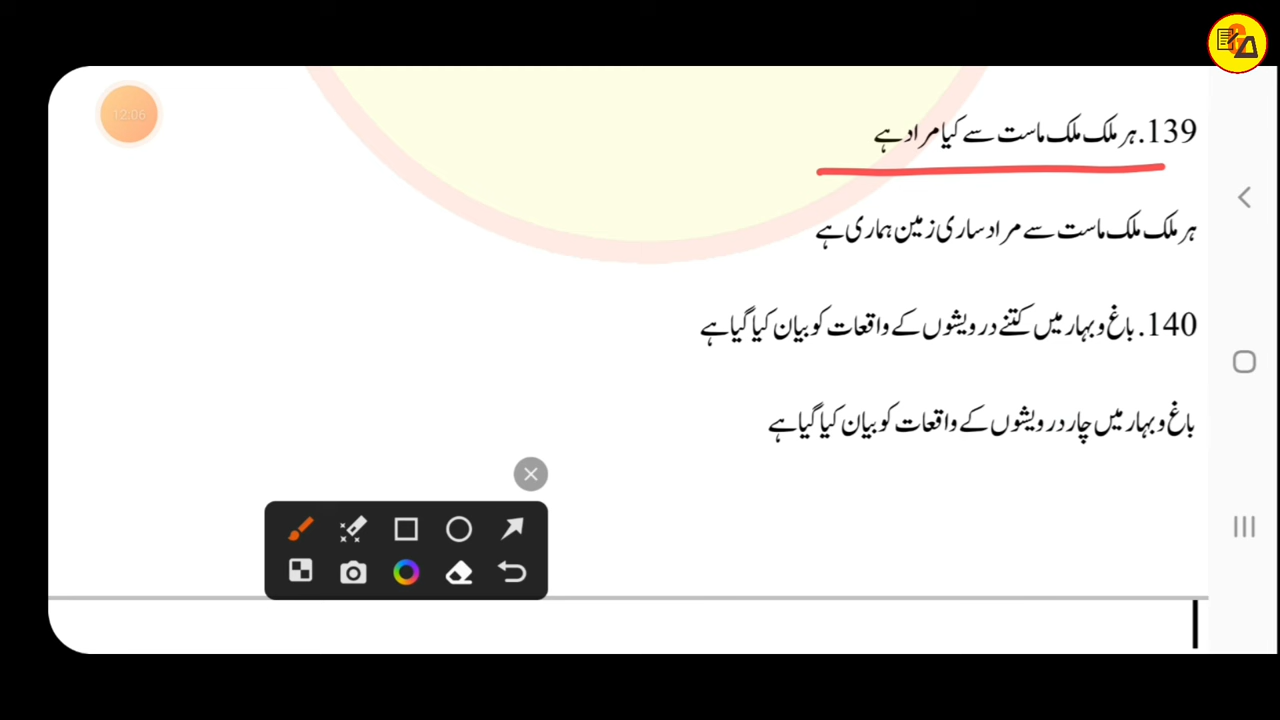 12:06
139. ہر ملک ملک ماست سے کیا مراد ہے
ہر ملک ملک ماست سے مراد ساری زمین ہماری ہے
140. باغ و بہار میں کتنے درویشوں کے واقعات کو بیان کیا گیا ہے
باغ و بہار میں چار درویشوں کے واقعات کو بیان کیا گیا ہے